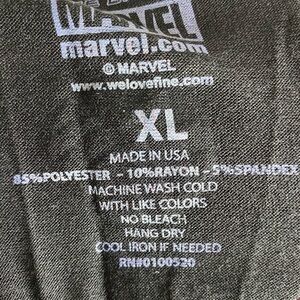 MARVEL
marvel.com
© MARVEL
www.welovefine.com
XL
MADE IN USA
85%POLYESTER - 10%RAYON - 5%SPANDEX
MACHINE WASH COLD
WITH LIKE COLORS
NO BLEACH
HANG DRY
COOL IRON IF NEEDED
RN#0100520